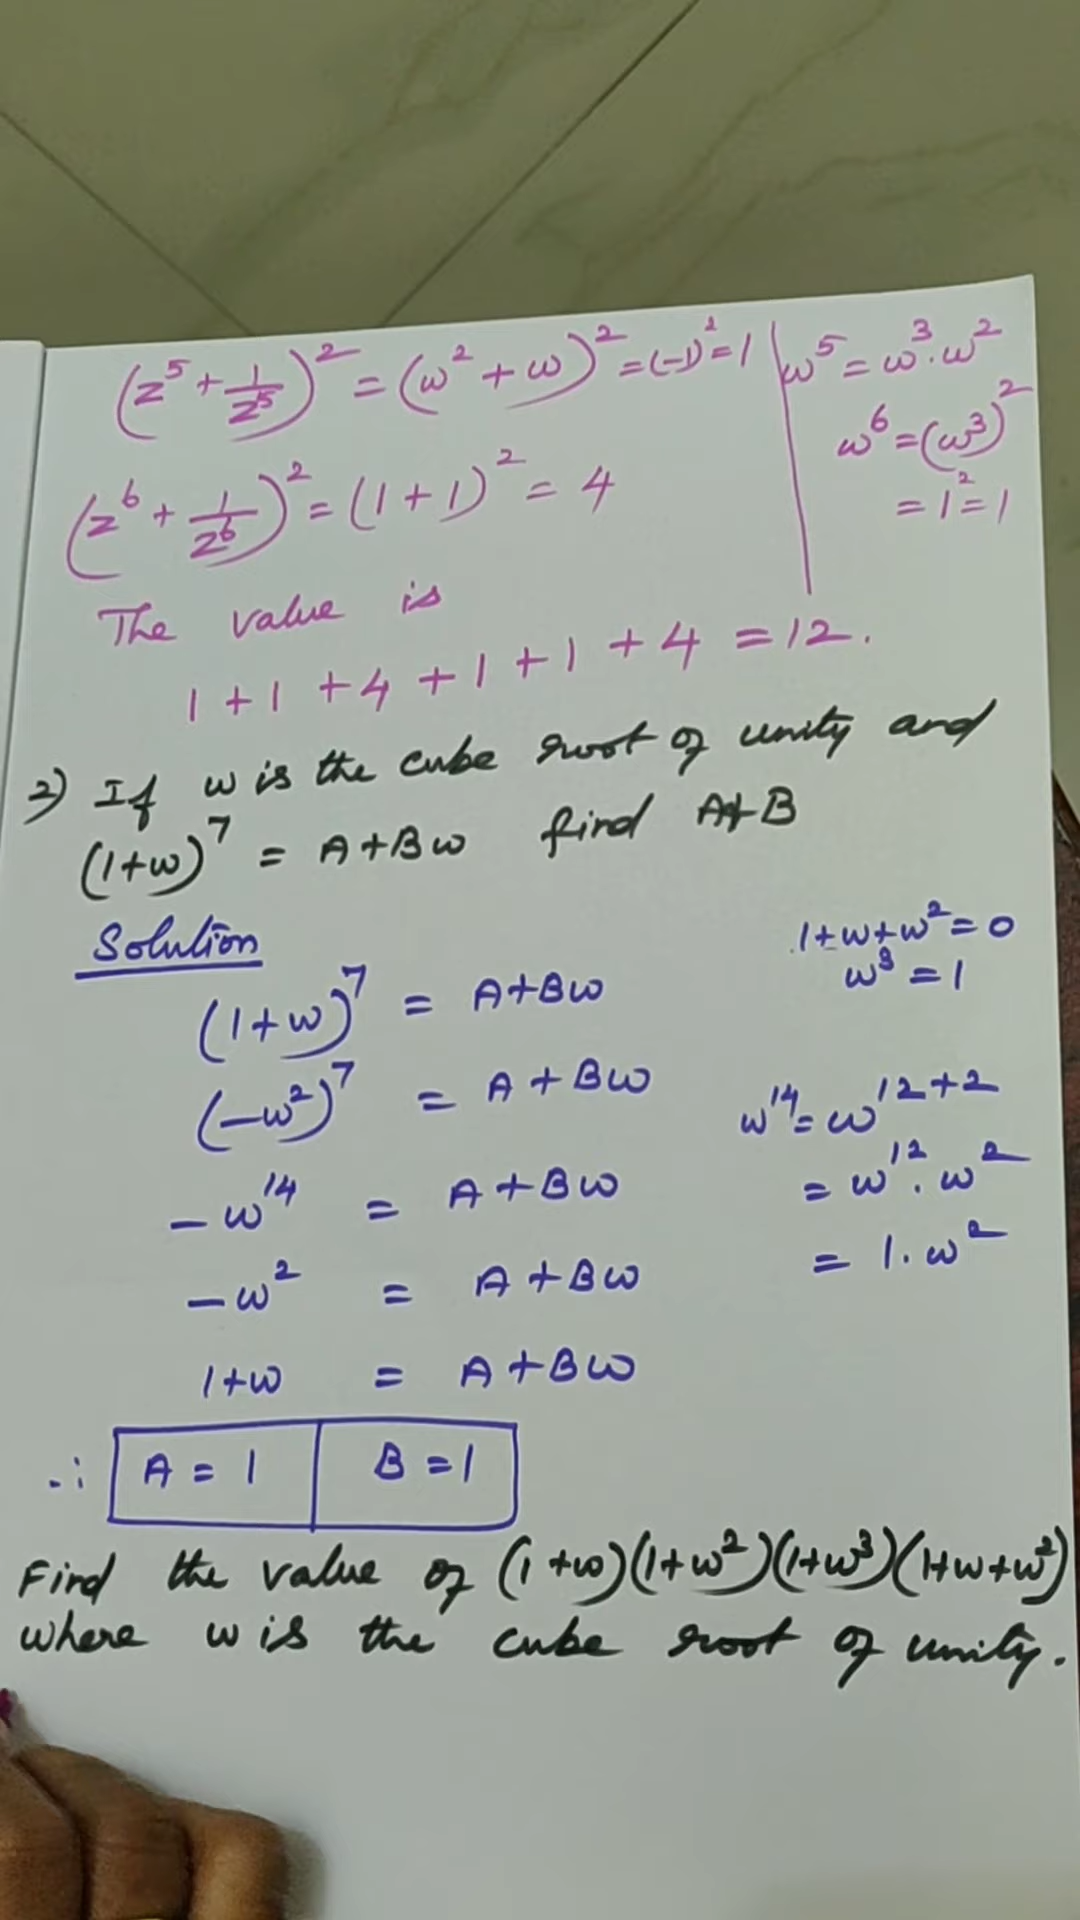 (z⁵ + 1/z⁵)² = (ω² + ω)² = (-1)² = 1
ω⁵ = ω³·ω²
ω⁶ = (ω³)²
= 1² = 1
(z⁶ + 1/z⁶)² = (1 + 1)² = 4
The value is
1 + 1 + 4 + 1 + 1 + 4 = 12.
2) If ω is the cube root of unity and
(1+ω)⁷ = A+Bω find A+B
Solution
1+ω+ω² = 0
ω³ = 1
(1+ω)⁷ = A+Bω
(-ω²)⁷ = A+Bω
-ω¹⁴ = A+Bω
-ω² = A+Bω
1+ω = A+Bω
ω¹⁴ = ω¹²⁺²
= ω¹².ω²
= 1.ω²
∴ A = 1 B = 1
Find the value of (1+ω)(1+ω²)(1+ω³)(1+ω+ω²)
where ω is the cube root of unity.